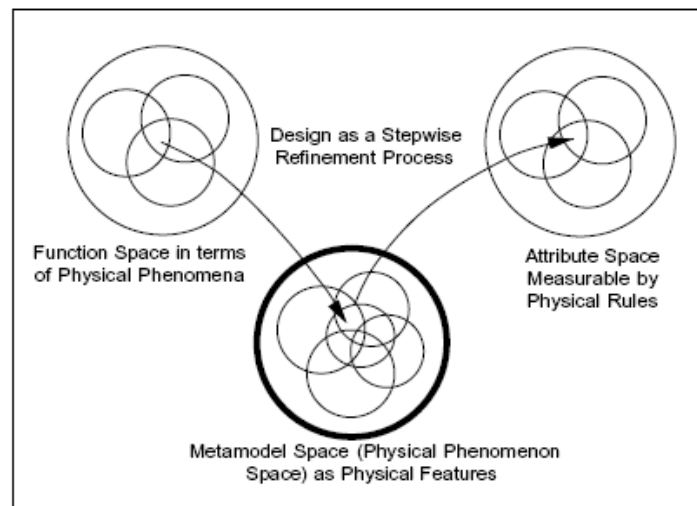 Design as a Stepwise
Refinement Process
Function Space in terms
of Physical Phenomena
Attribute Space
Measurable by
Physical Rules
Metamodel Space (Physical Phenomenon
Space) as Physical Features